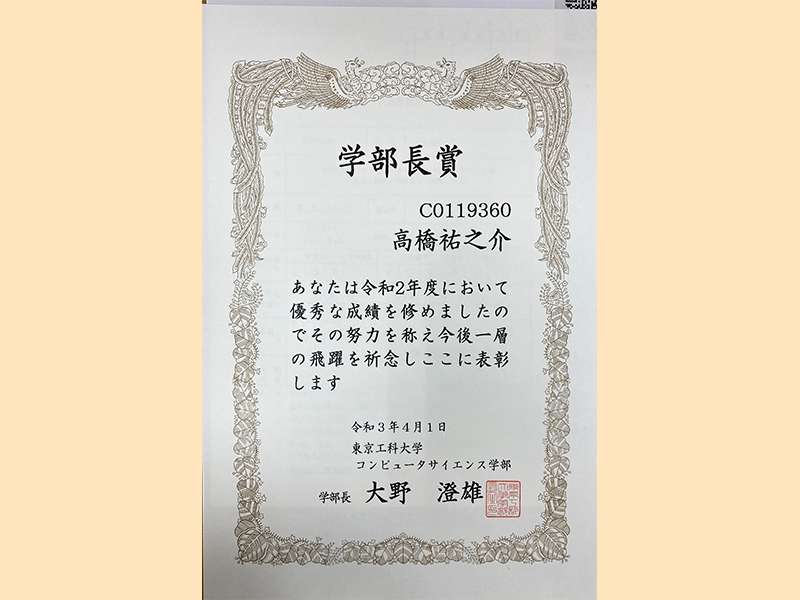 学部長賞
C0119360
高橋祐之介
あなたは令和2年度において
優秀な成績を修めましたの
でその努力を称え今後一層
の飛躍を祈念しここに表彰
します
令和3年4月1日
東京工科大学
コンピュータサイエンス学部
学部長 大野 澄雄